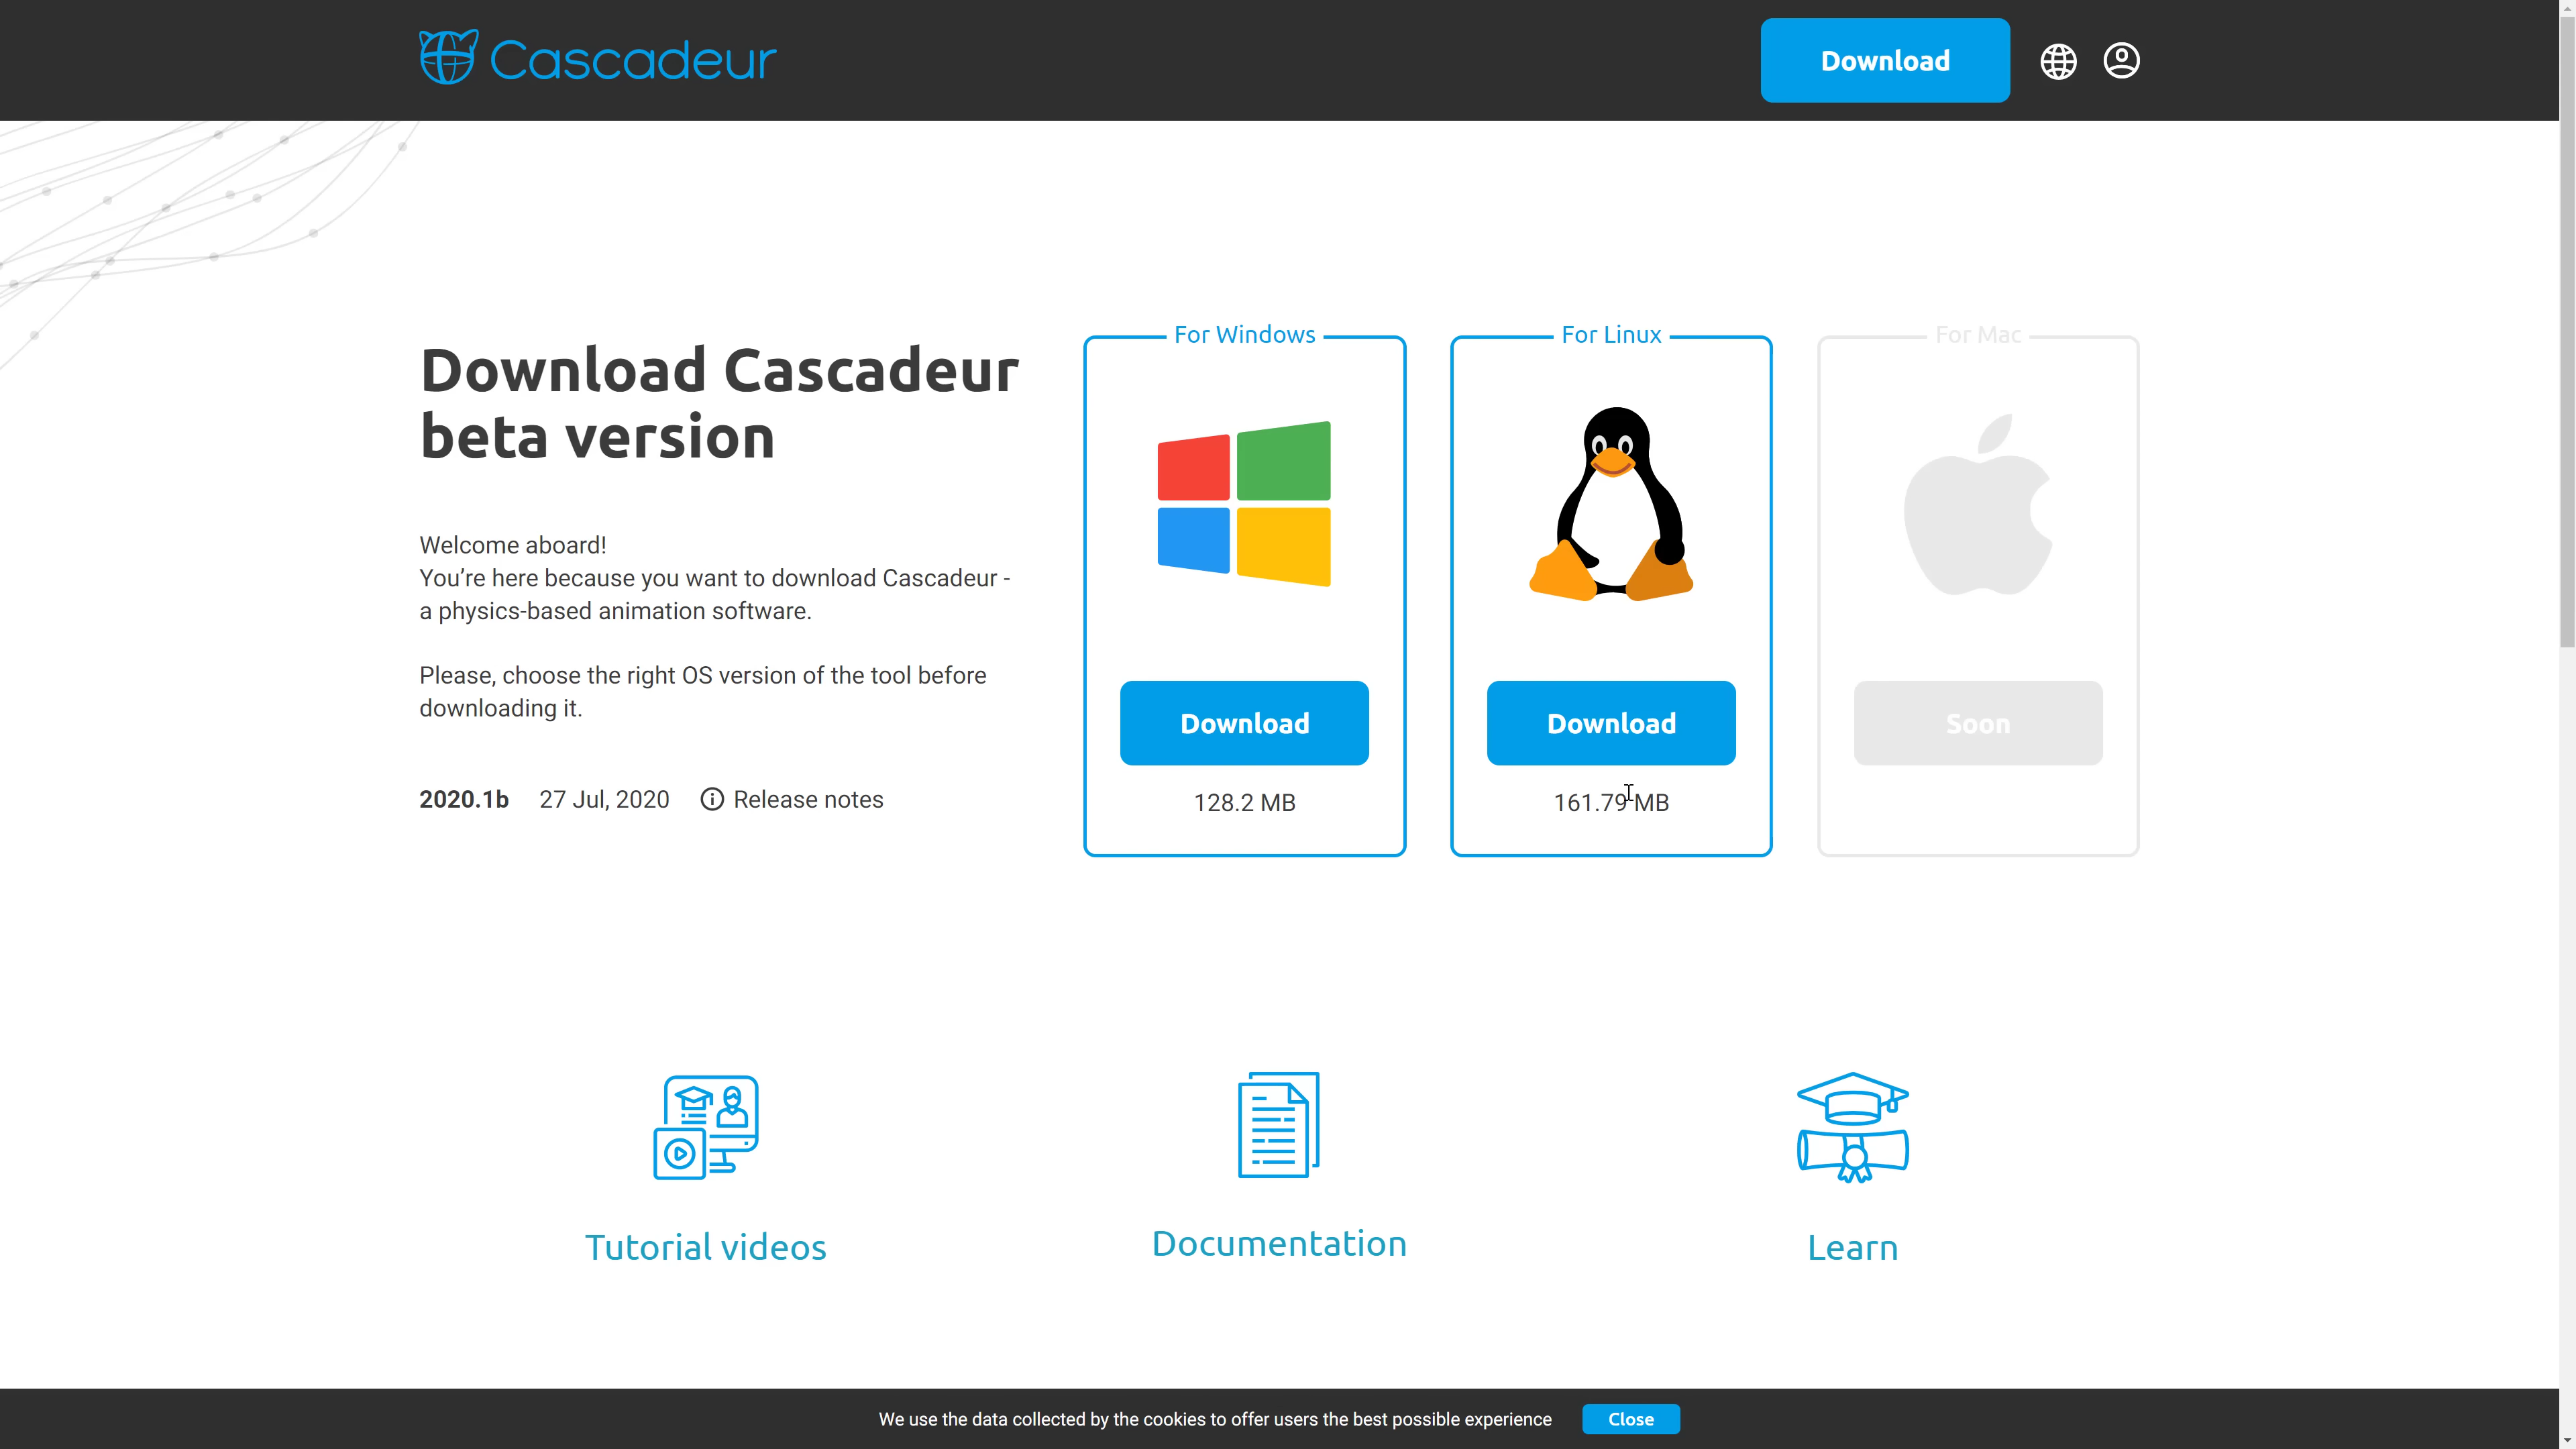 Cascadeur
Download
Download Cascadeur
beta version
Welcome aboard!
You’re here because you want to download Cascadeur -
a physics-based animation software.
Please, choose the right OS version of the tool before
downloading it.
2020.1b 27 Jul, 2020 Release notes
For Windows
Download
128.2 MB
For Linux
Download
161.79 MB
For Mac
Soon
Tutorial videos
Documentation
Learn
We use the data collected by the cookies to offer users the best possible experience
Close